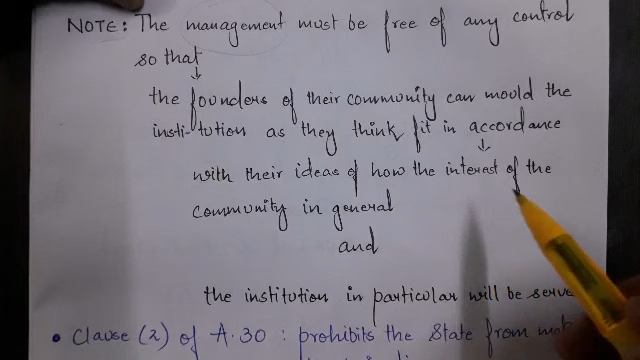 NOTE: The management must be free of any control
so that
the founders of their community can mould the
insti-tution as they think fit in accordance
with their ideas of how the interest of the
community in general
and
the institution in particular will be
• Clause (2) of A.30 : prohibits the State from